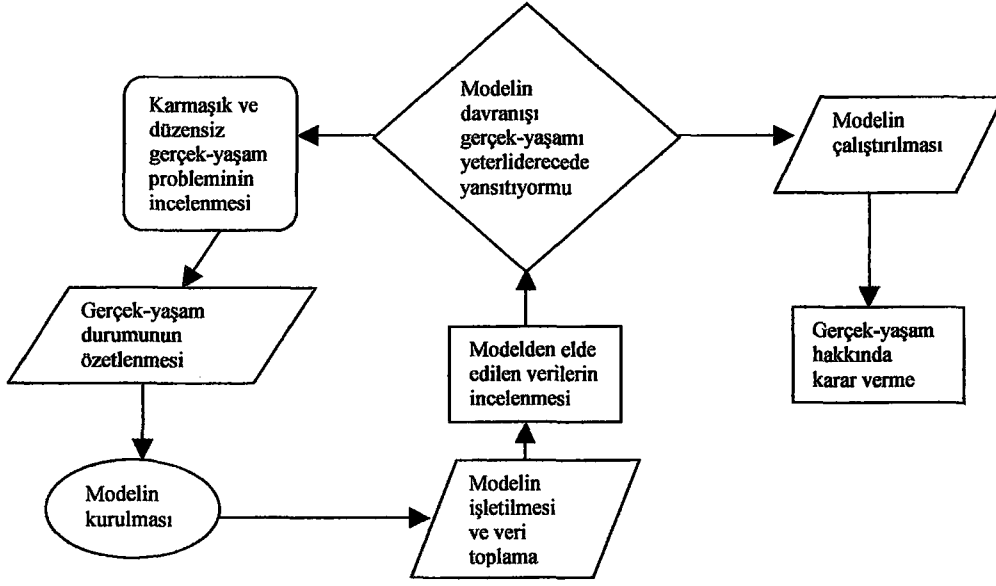 Karmaşık ve
düzensiz
gerçek-yaşam
probleminin
incelenmesi
Modelin
davranışı
gerçek-yaşamı
yeterliderecede
yansıtıyormu
Modelin
çalıştırılması
Gerçek-yaşam
durumunun
özetlenmesi
Modelden elde
edilen verilerin
incelenmesi
Gerçek-yaşam
hakkında
karar verme
Modelin
kurulması
Modelin
işletilmesi
ve veri
toplama